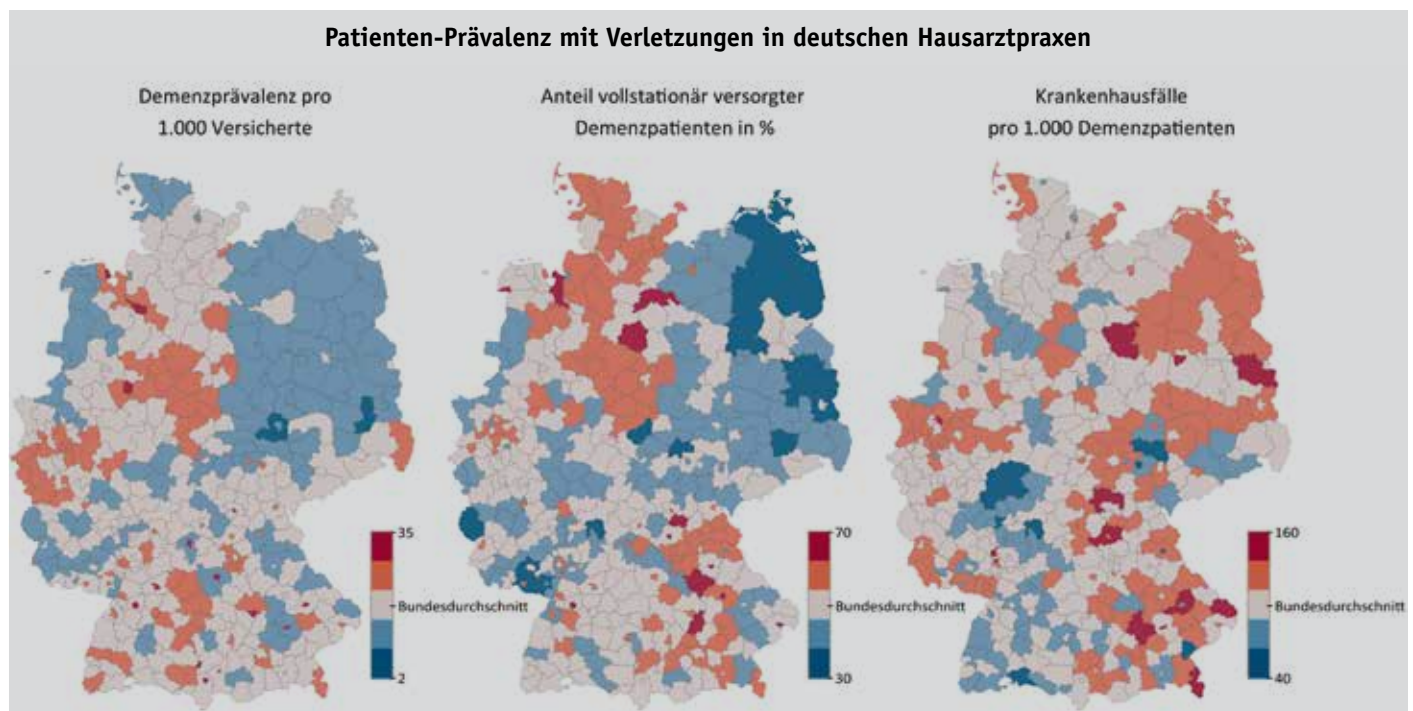 Patienten-Prävalenz mit Verletzungen in deutschen Hausarztpraxen
Demenzprävalenz pro
1.000 Versicherte
Anteil vollstationär versorgter
Demenzpatienten in %
Krankenhausfälle
pro 1.000 Demenzpatienten
35
Bundesdurchschnitt
2
70
Bundesdurchschnitt
30
160
Bundesdurchschnitt
40